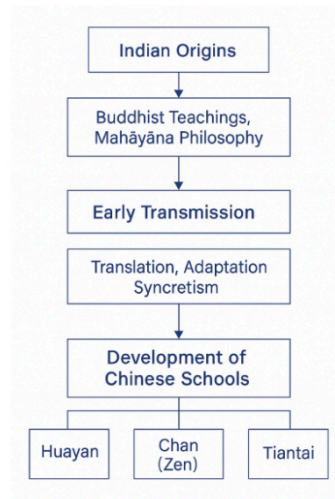 Indian Origins
Buddhist Teachings,
Mahāyāna Philosophy
Early Transmission
Translation, Adaptation
Syncretism
Development of
Chinese Schools
Huayan
Chan
(Zen)
Tiantai